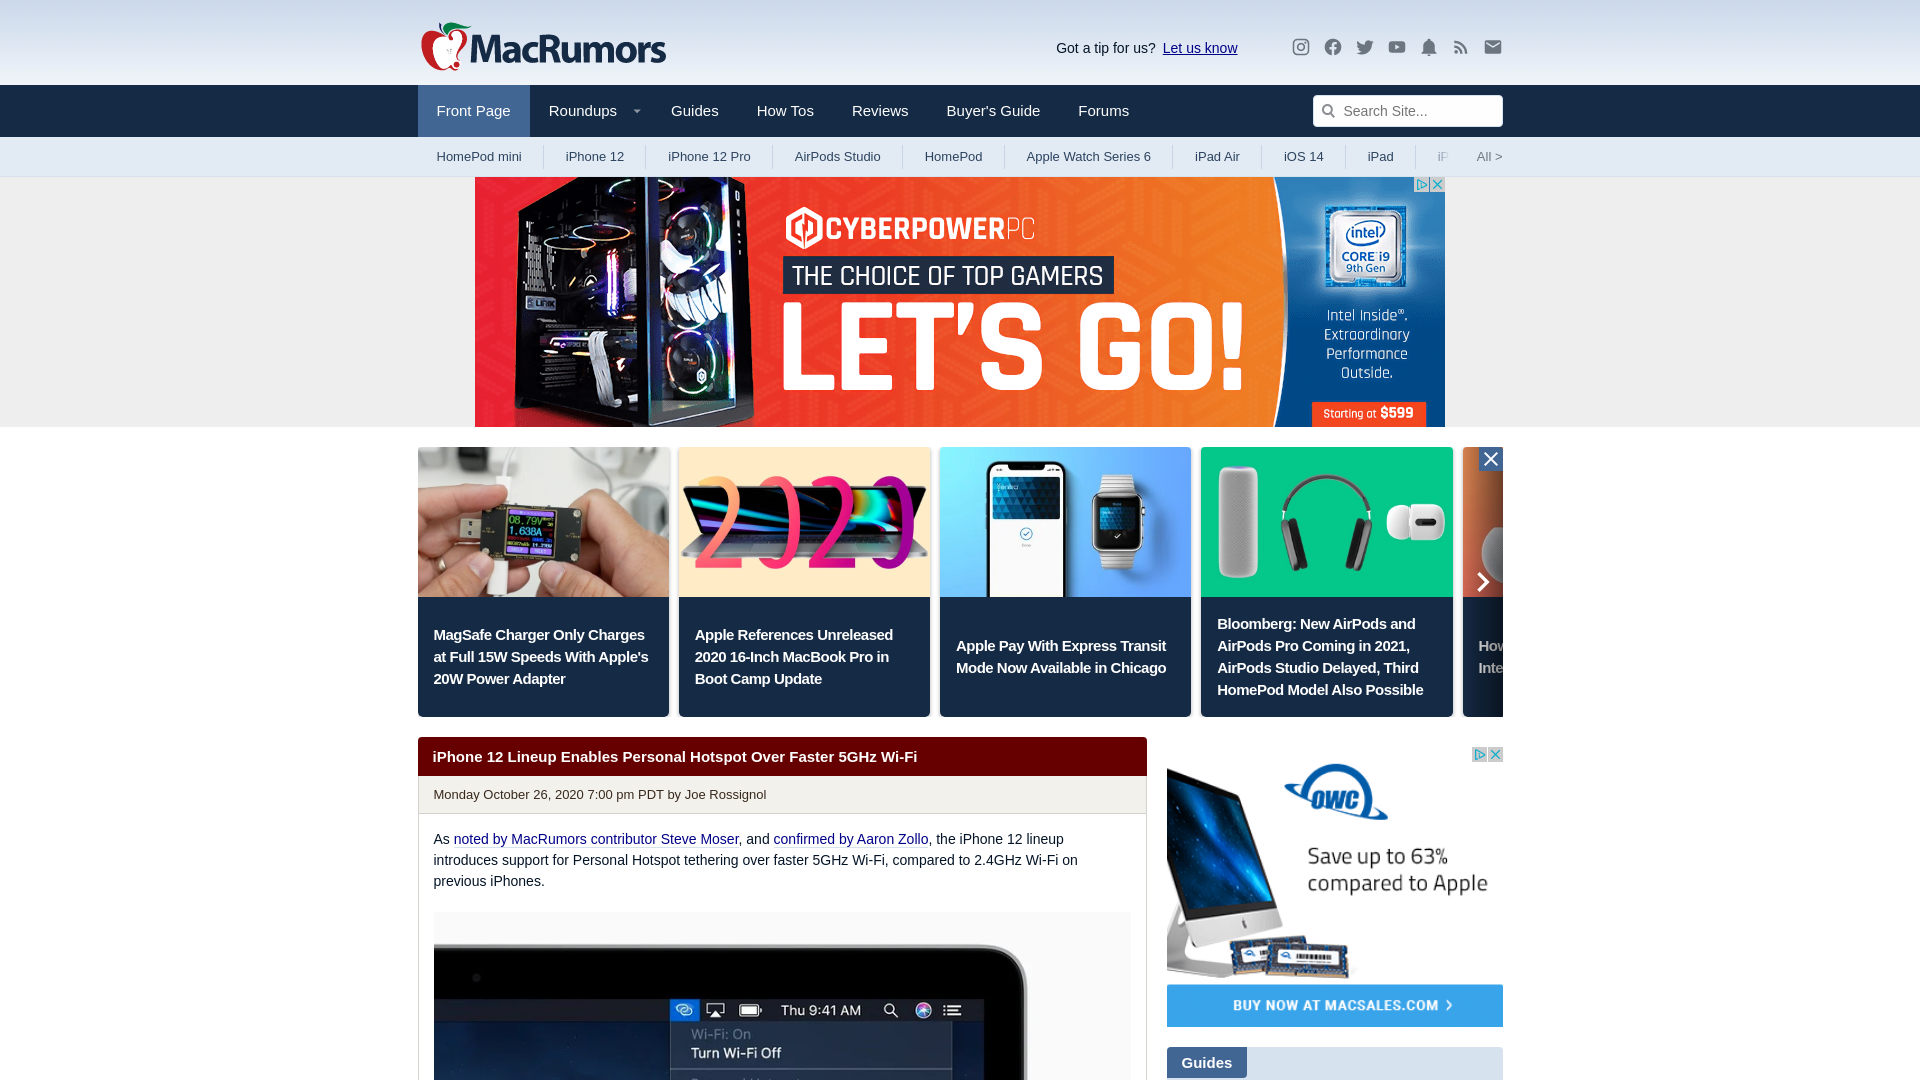 MacRumors
Got a tip for us? Let us know
Front Page
Roundups
Guides
How Tos
Reviews
Buyer's Guide
Forums
Search Site...
HomePod mini
iPhone 12
iPhone 12 Pro
AirPods Studio
HomePod
Apple Watch Series 6
iPad Air
iOS 14
iPad
iP
All >
CYBERPOWERPC
THE CHOICE OF TOP GAMERS
LET'S GO!
intel
CORE i9
9th Gen
Intel Inside®.
Extraordinary
Performance
Outside.
Starting at $599
08.79V
1.638A
2020
MagSafe Charger Only Charges
at Full 15W Speeds With Apple's
20W Power Adapter
Apple References Unreleased
2020 16-Inch MacBook Pro in
Boot Camp Update
Apple Pay With Express Transit
Mode Now Available in Chicago
Bloomberg: New AirPods and
AirPods Pro Coming in 2021,
AirPods Studio Delayed, Third
HomePod Model Also Possible
How
Inte
iPhone 12 Lineup Enables Personal Hotspot Over Faster 5GHz Wi-Fi
Monday October 26, 2020 7:00 pm PDT by Joe Rossignol
As noted by MacRumors contributor Steve Moser, and confirmed by Aaron Zollo, the iPhone 12 lineup
introduces support for Personal Hotspot tethering over faster 5GHz Wi-Fi, compared to 2.4GHz Wi-Fi on
previous iPhones.
Thu 9:41 AM
Wi-Fi: On
Turn Wi-Fi Off
OWC
Save up to 63%
compared to Apple
BUY NOW AT MACSALES.COM >
Guides